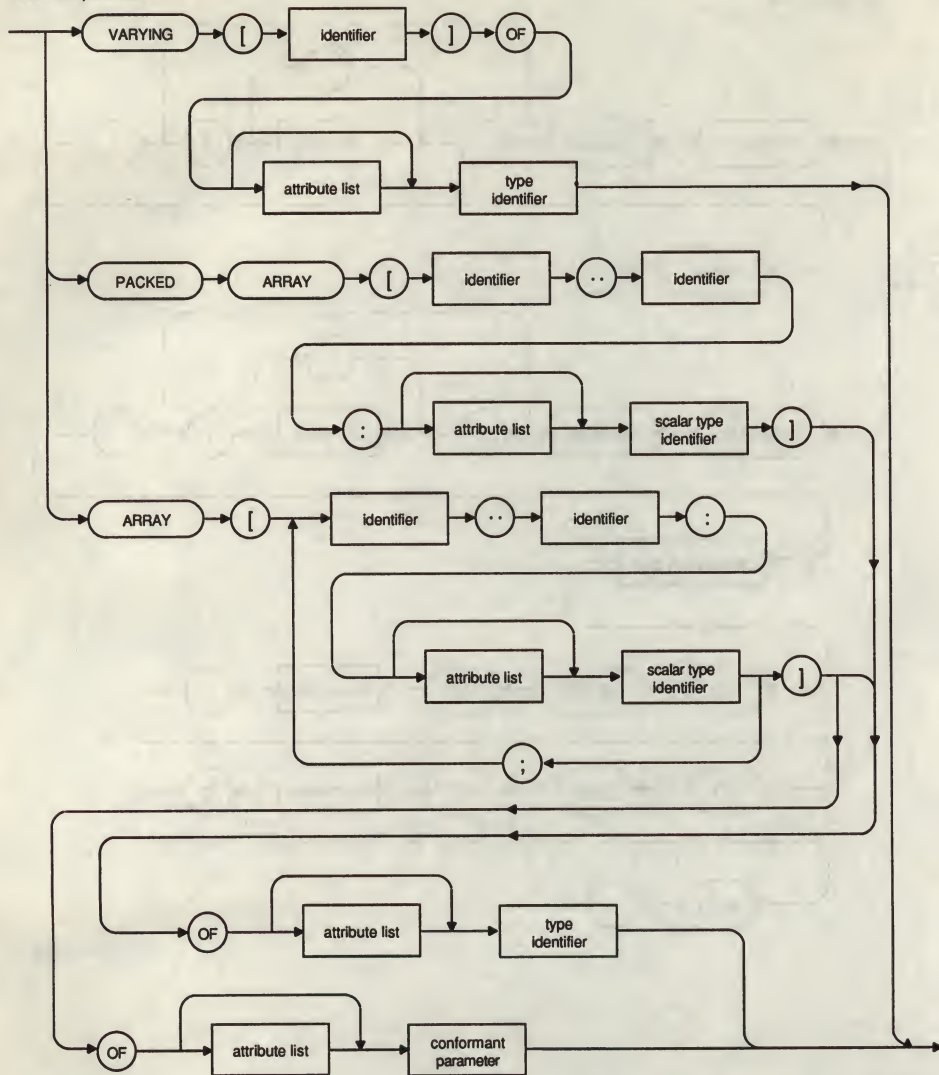 VARYING [ identifier ] OF
attribute list type identifier
PACKED ARRAY [ identifier .. identifier
: attribute list scalar type identifier ]
ARRAY [ identifier .. identifier :
attribute list scalar type identifier ]
;
OF attribute list type identifier
OF attribute list conformant parameter